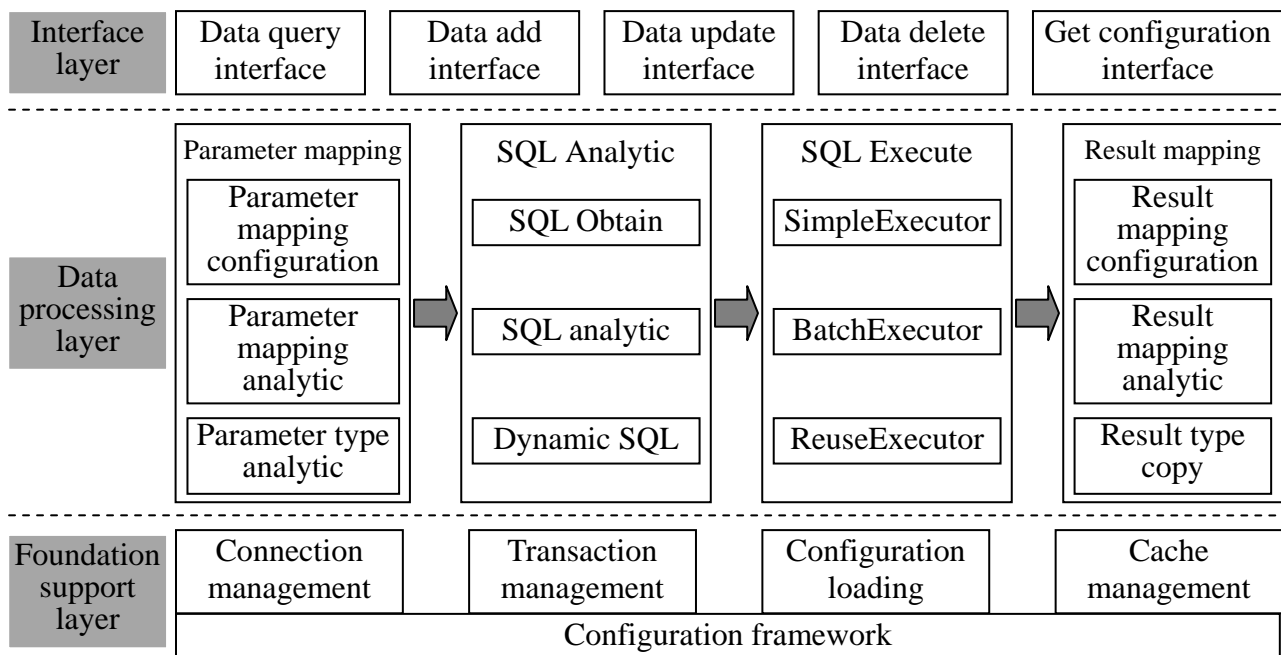 Interface
layer
Data query
interface
Data add
interface
Data update
interface
Data delete
interface
Get configuration
interface
Data
processing
layer
Parameter mapping
Parameter
mapping
configuration
Parameter
mapping
analytic
Parameter type
analytic
SQL Analytic
SQL Obtain
SQL analytic
Dynamic SQL
SQL Execute
SimpleExecutor
BatchExecutor
ReuseExecutor
Result mapping
Result
mapping
configuration
Result
mapping
analytic
Result type
copy
Foundation
support
layer
Connection
management
Transaction
management
Configuration
loading
Cache
management
Configuration framework